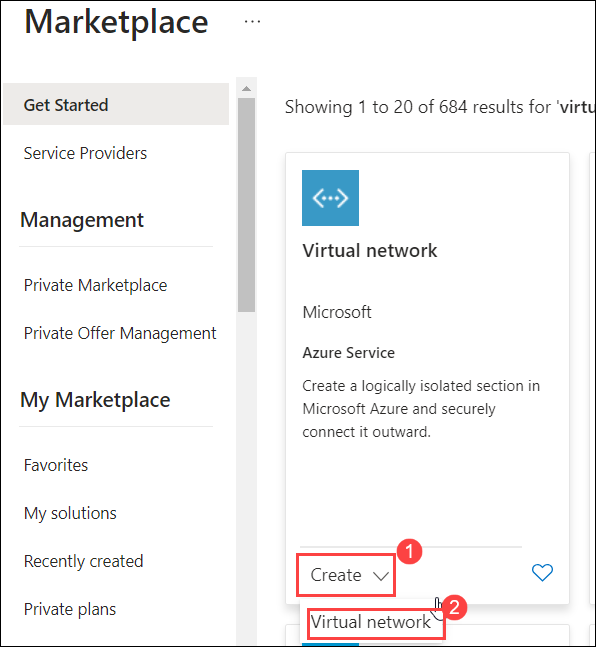 Marketplace ...
Get Started
Service Providers
Management
Private Marketplace
Private Offer Management
My Marketplace
Favorites
My solutions
Recently created
Private plans
Showing 1 to 20 of 684 results for 'virtu
Virtual network
Microsoft
Azure Service
Create a logically isolated section in
Microsoft Azure and securely
connect it outward.
1
Create
2
Virtual network